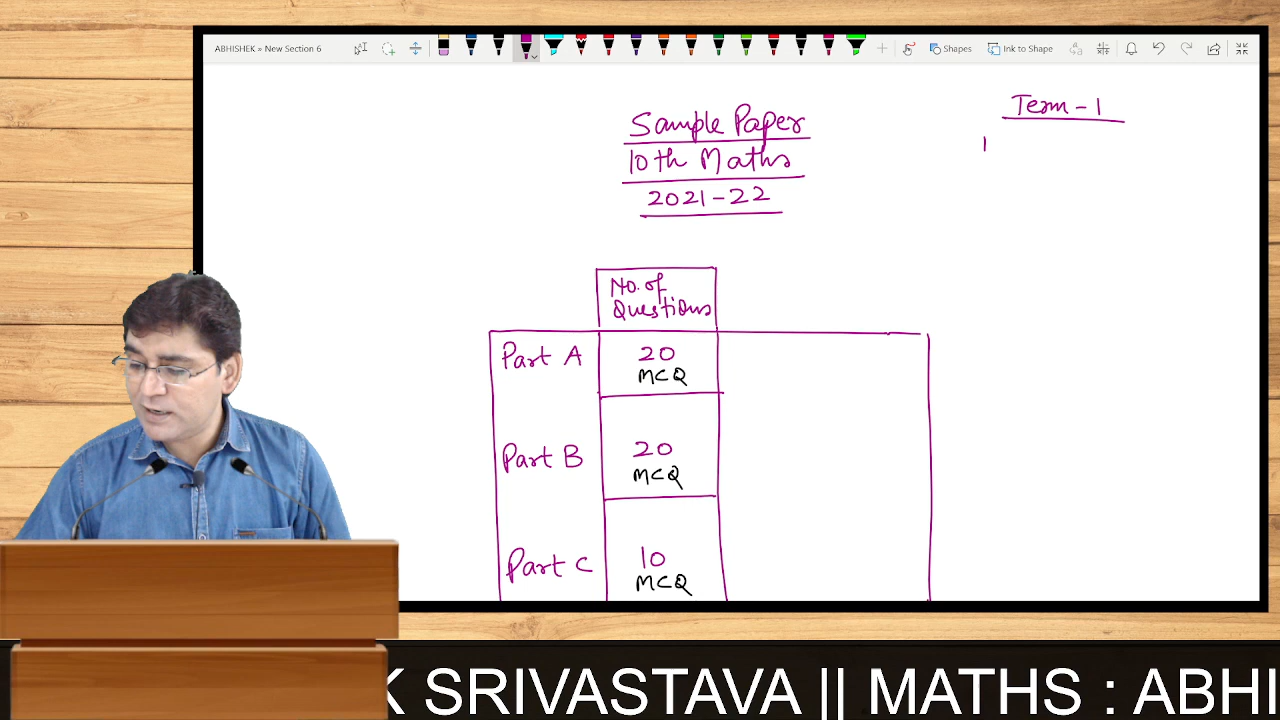 ABHISHEK » New Section 6
Shapes
Ink to Shape
Term - 1
Sample Paper
10th Maths
2021-22
No. of
Questions
Part A
20
MCQ
Part B
20
MCQ
Part C
10
MCQ
K SRIVASTAVA || MATHS : ABHI